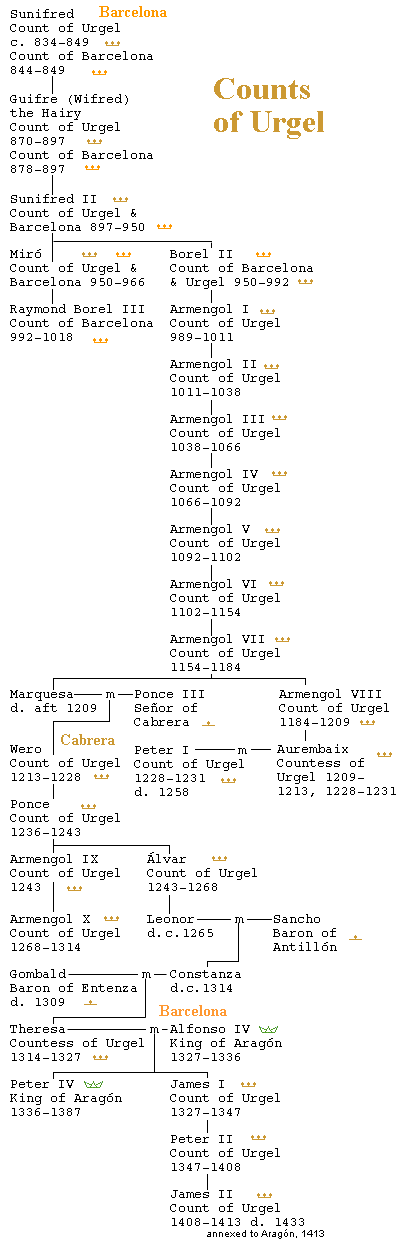 Sunifred
Barcelona
Count of Urgel
c. 834-849
Count of Barcelona
844-849
Counts
of Urgel
Guifre (Wifred)
the Hairy
Count of Urgel
870-897
Count of Barcelona
878-897
Sunifred II
Count of Urgel &
Barcelona 897-950
Miró
Count of Urgel &
Barcelona 950-966
Borel II
Count of Barcelona
& Urgel 950-992
Raymond Borel III
Count of Barcelona
992-1018
Armengol I
Count of Urgel
989-1011
Armengol II
Count of Urgel
1011-1038
Armengol III
Count of Urgel
1038-1066
Armengol IV
Count of Urgel
1066-1092
Armengol V
Count of Urgel
1092-1102
Armengol VI
Count of Urgel
1102-1154
Armengol VII
Count of Urgel
1154-1184
Marquesa
d. aft 1209
m
Ponce III
Señor of
Cabrera
Armengol VIII
Count of Urgel
1184-1209
Cabrera
Wero
Count of Urgel
1213-1228
Peter I
Count of Urgel
1228-1231
d. 1258
m
Aurembaix
Countess of
Urgel 1209-
1213, 1228-1231
Ponce
Count of Urgel
1236-1243
Armengol IX
Count of Urgel
1243
Álvar
Count of Urgel
1243-1268
Armengol X
Count of Urgel
1268-1314
Leonor
d.c.1265
m
Sancho
Baron of
Antillón
Gombald
Baron of Entenza
d. 1309
m
Constanza
d.c.1314
Barcelona
Theresa
Countess of Urgel
1314-1327
m
Alfonso IV
King of Aragón
1327-1336
Peter IV
King of Aragón
1336-1387
James I
Count of Urgel
1327-1347
Peter II
Count of Urgel
1347-1408
James II
Count of Urgel
1408-1413 d. 1433
annexed to Aragón, 1413